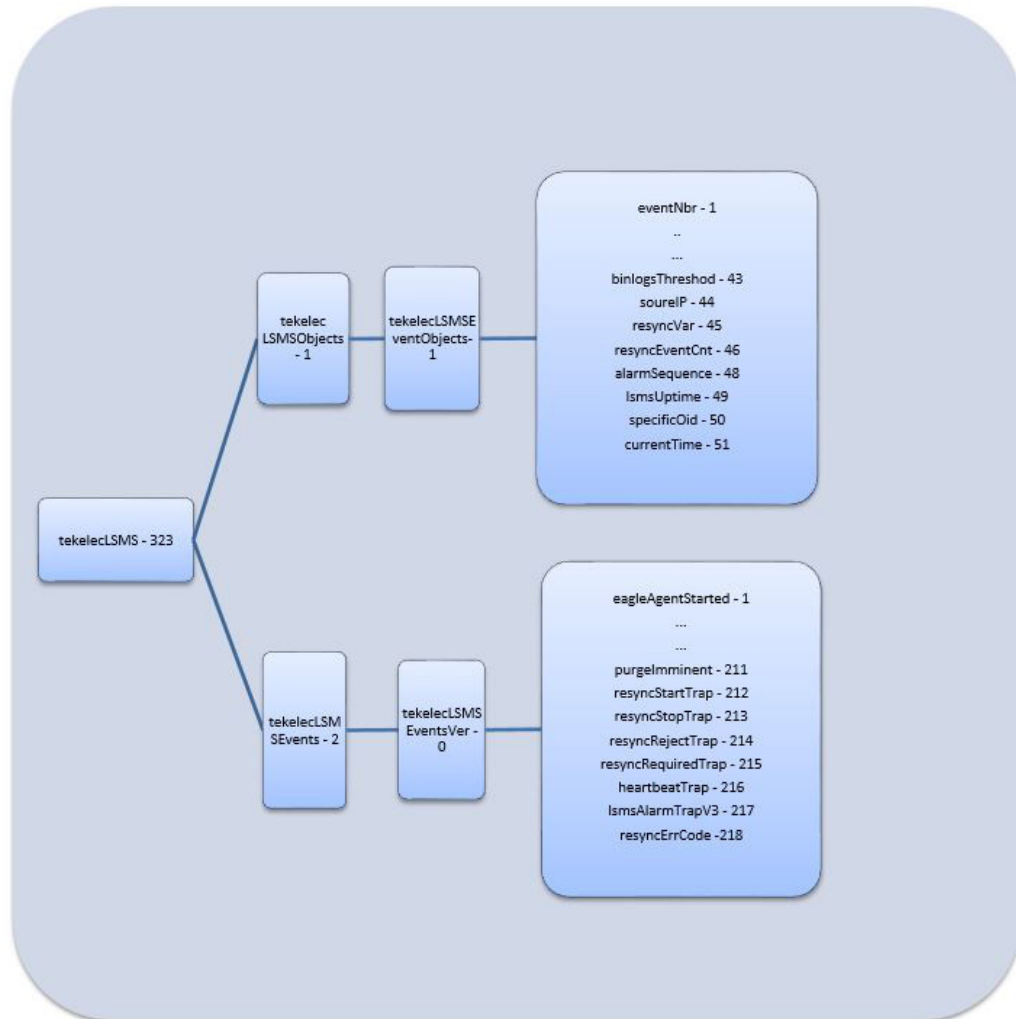 eventNbr - 1
..
...
binlogsThreshod - 43
soureIP - 44
resyncVar - 45
resyncEventCnt - 46
alarmSequence - 48
lsmsUptime - 49
specificOid - 50
currentTime - 51
tekelec
LSMSObjects
- 1
tekelecLSMSE
ventObjects-
1
tekelecLSMS - 323
eagleAgentStarted - 1
...
...
purgeImminent - 211
resyncStartTrap - 212
resyncStopTrap - 213
resyncRejectTrap - 214
resyncRequiredTrap - 215
heartbeatTrap - 216
lsmsAlarmTrapV3 - 217
resyncErrCode -218
tekelecLSM
SEvents - 2
tekelecLSMS
EventsVer -
0